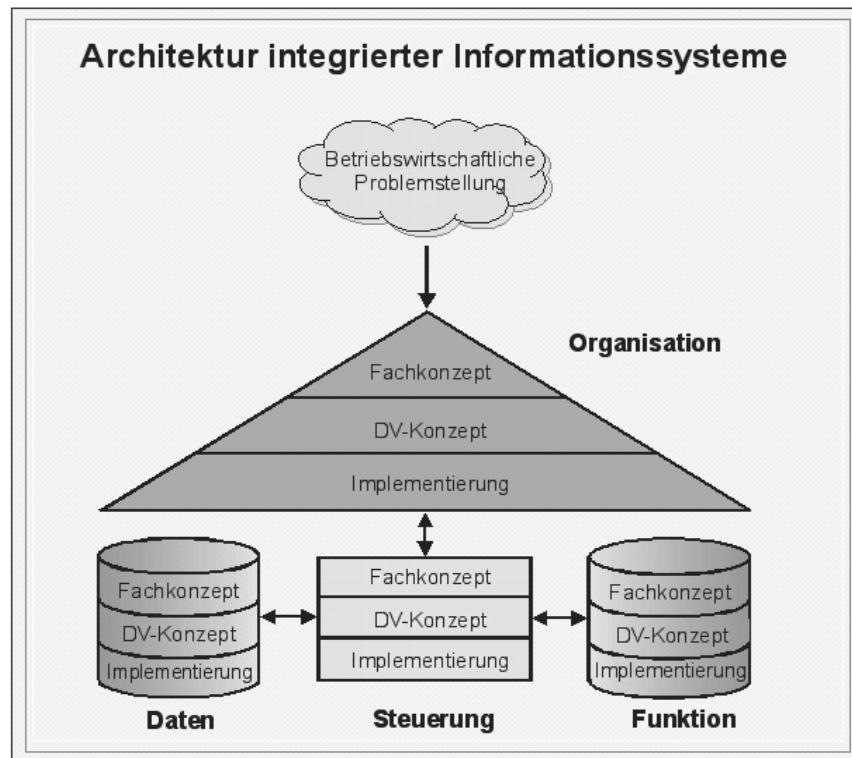 Architektur integrierter Informationssysteme
Betriebswirtschaftliche
Problemstellung
Organisation
Fachkonzept
DV-Konzept
Implementierung
Fachkonzept
DV-Konzept
Implementierung
Daten
Fachkonzept
DV-Konzept
Implementierung
Steuerung
Fachkonzept
DV-Konzept
Implementierung
Funktion